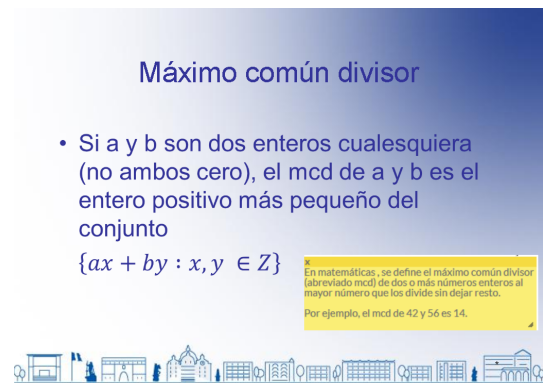 Máximo común divisor
• Si a y b son dos enteros cualesquiera
(no ambos cero), el mcd de a y b es el
entero positivo más pequeño del
conjunto
{𝑎𝑥 + 𝑏𝑦 ∶ 𝑥, 𝑦 ∈ 𝑍}
x
En matemáticas , se define el máximo común divisor
(abreviado mcd) de dos o más números enteros al
mayor número que los divide sin dejar resto.
Por ejemplo, el mcd de 42 y 56 es 14.